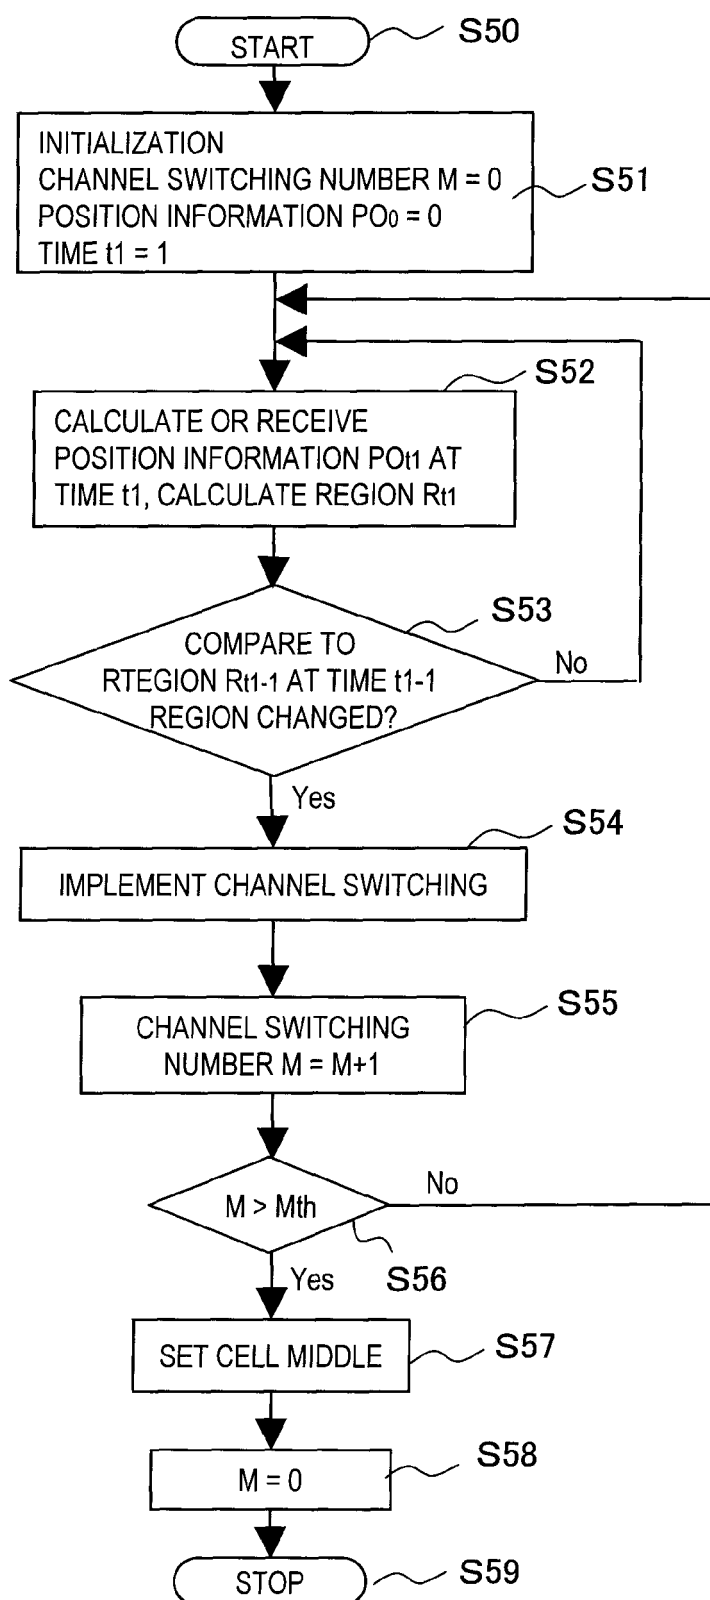 START
S50
INITIALIZATION
CHANNEL SWITCHING NUMBER M = 0
POSITION INFORMATION PO0 = 0
TIME t1 = 1
S51
S52
CALCULATE OR RECEIVE
POSITION INFORMATION POt1 AT
TIME t1, CALCULATE REGION Rt1
S53
COMPARE TO
RTEGION Rt1-1 AT TIME t1-1
REGION CHANGED?
No
Yes
S54
IMPLEMENT CHANNEL SWITCHING
S55
CHANNEL SWITCHING
NUMBER M = M+1
M > Mth
No
S56
Yes
SET CELL MIDDLE
S57
M = 0
S58
STOP
S59